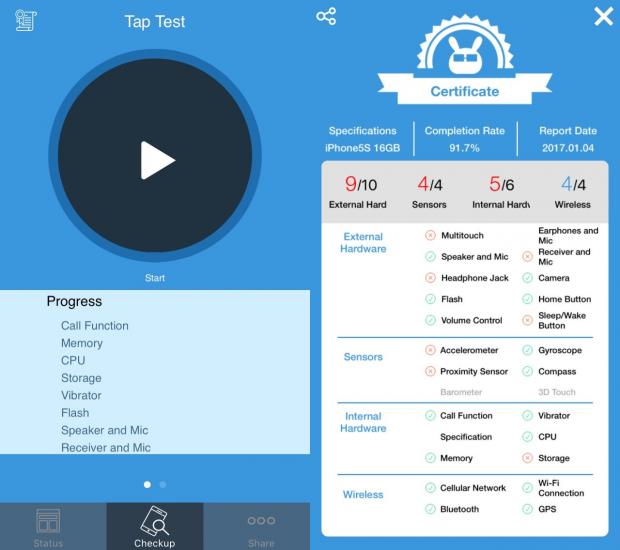 Tap Test
Start
Progress
Call Function
Memory
CPU
Storage
Vibrator
Flash
Speaker and Mic
Receiver and Mic
Status
Checkup
Share
Certificate
Specifications
iPhone5S 16GB
Completion Rate
91.7%
Report Date
2017.01.04
9/10
External Hard
4/4
Sensors
5/6
Internal Hardv
4/4
Wireless
External
Hardware
Multitouch
Earphones and
Mic
Speaker and Mic
Receiver and
Mic
Headphone Jack
Camera
Flash
Home Button
Volume Control
Sleep/Wake
Button
Sensors
Accelerometer
Gyroscope
Proximity Sensor
Compass
Barometer
3D Touch
Internal
Hardware
Call Function
Vibrator
Specification
CPU
Memory
Storage
Wireless
Cellular Network
Wi-Fi
Connection
Bluetooth
GPS